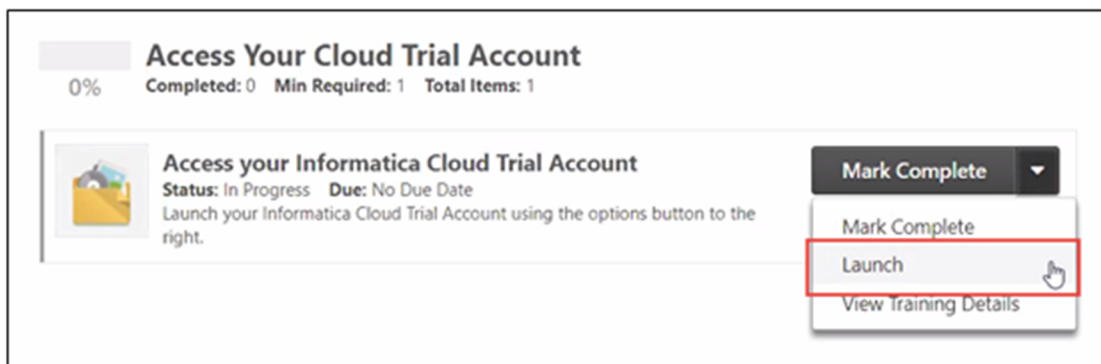 Access Your Cloud Trial Account
0%
Completed: 0 Min Required: 1 Total Items: 1
Access your Informatica Cloud Trial Account
Status: In Progress Due: No Due Date
Launch your Informatica Cloud Trial Account using the options button to the
right.
Mark Complete
Mark Complete
Launch
View Training Details